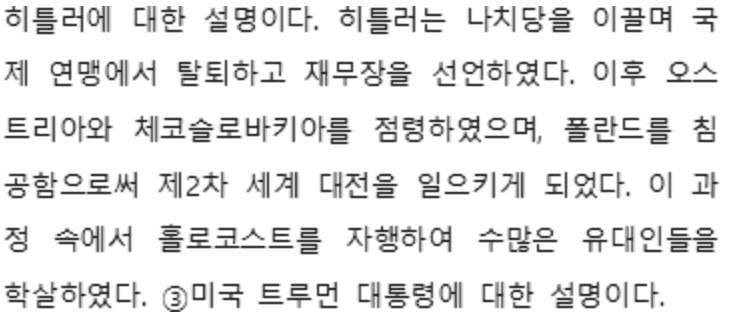 히틀러에 대한 설명이다. 히틀러는 나치당을 이끌며 국
제 연맹에서 탈퇴하고 재무장을 선언하였다. 이후 오스
트리아와 체코슬로바키아를 점령하였으며, 폴란드를 침
공함으로써 제2차 세계 대전을 일으키게 되었다. 이 과
정 속에서 홀로코스트를 자행하여 수많은 유대인들을
학살하였다. ③미국 트루먼 대통령에 대한 설명이다.